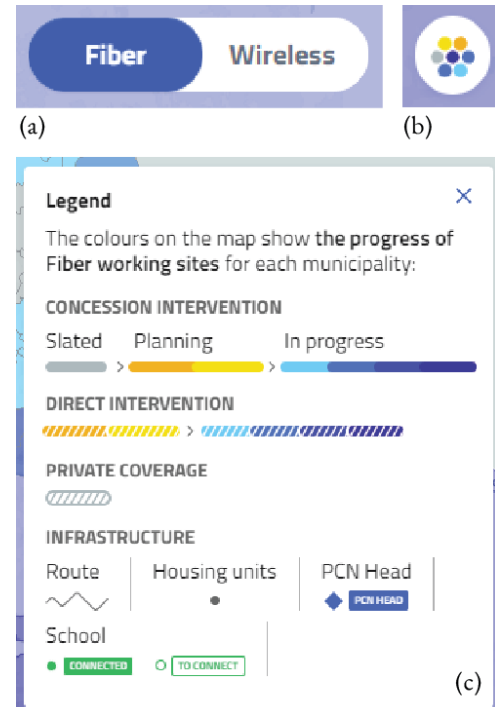 Fiber Wireless
(a) (b)
Legend
The colours on the map show the progress of
Fiber working sites for each municipality:
CONCESSION INTERVENTION
Slated > Planning > In progress
DIRECT INTERVENTION
>
PRIVATE COVERAGE
INFRASTRUCTURE
Route Housing units PCN Head
PCN HEAD
School
CONNECTED TO CONNECT
(c)